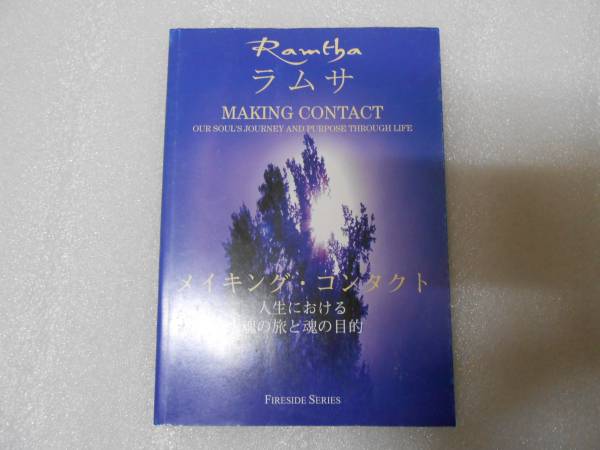 Ramtha
ラムサ
MAKING CONTACT
OUR SOUL'S JOURNEY AND PURPOSE THROUGH LIFE
メイキング・コンタクト
人生における
魂の旅と魂の目的
FIRESIDE SERIES